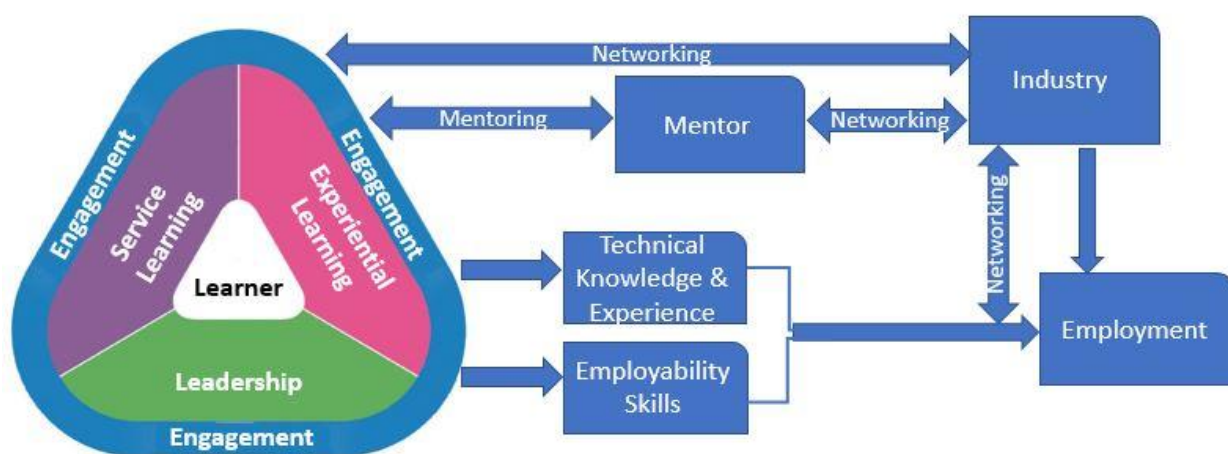 Networking
Industry
Mentoring
Mentor
Networking
Engagement
Engagement
Service
Learning
Experiential
Learning
Learner
Leadership
Engagement
Networking
Technical
Knowledge &
Experience
Employability
Skills
Employment